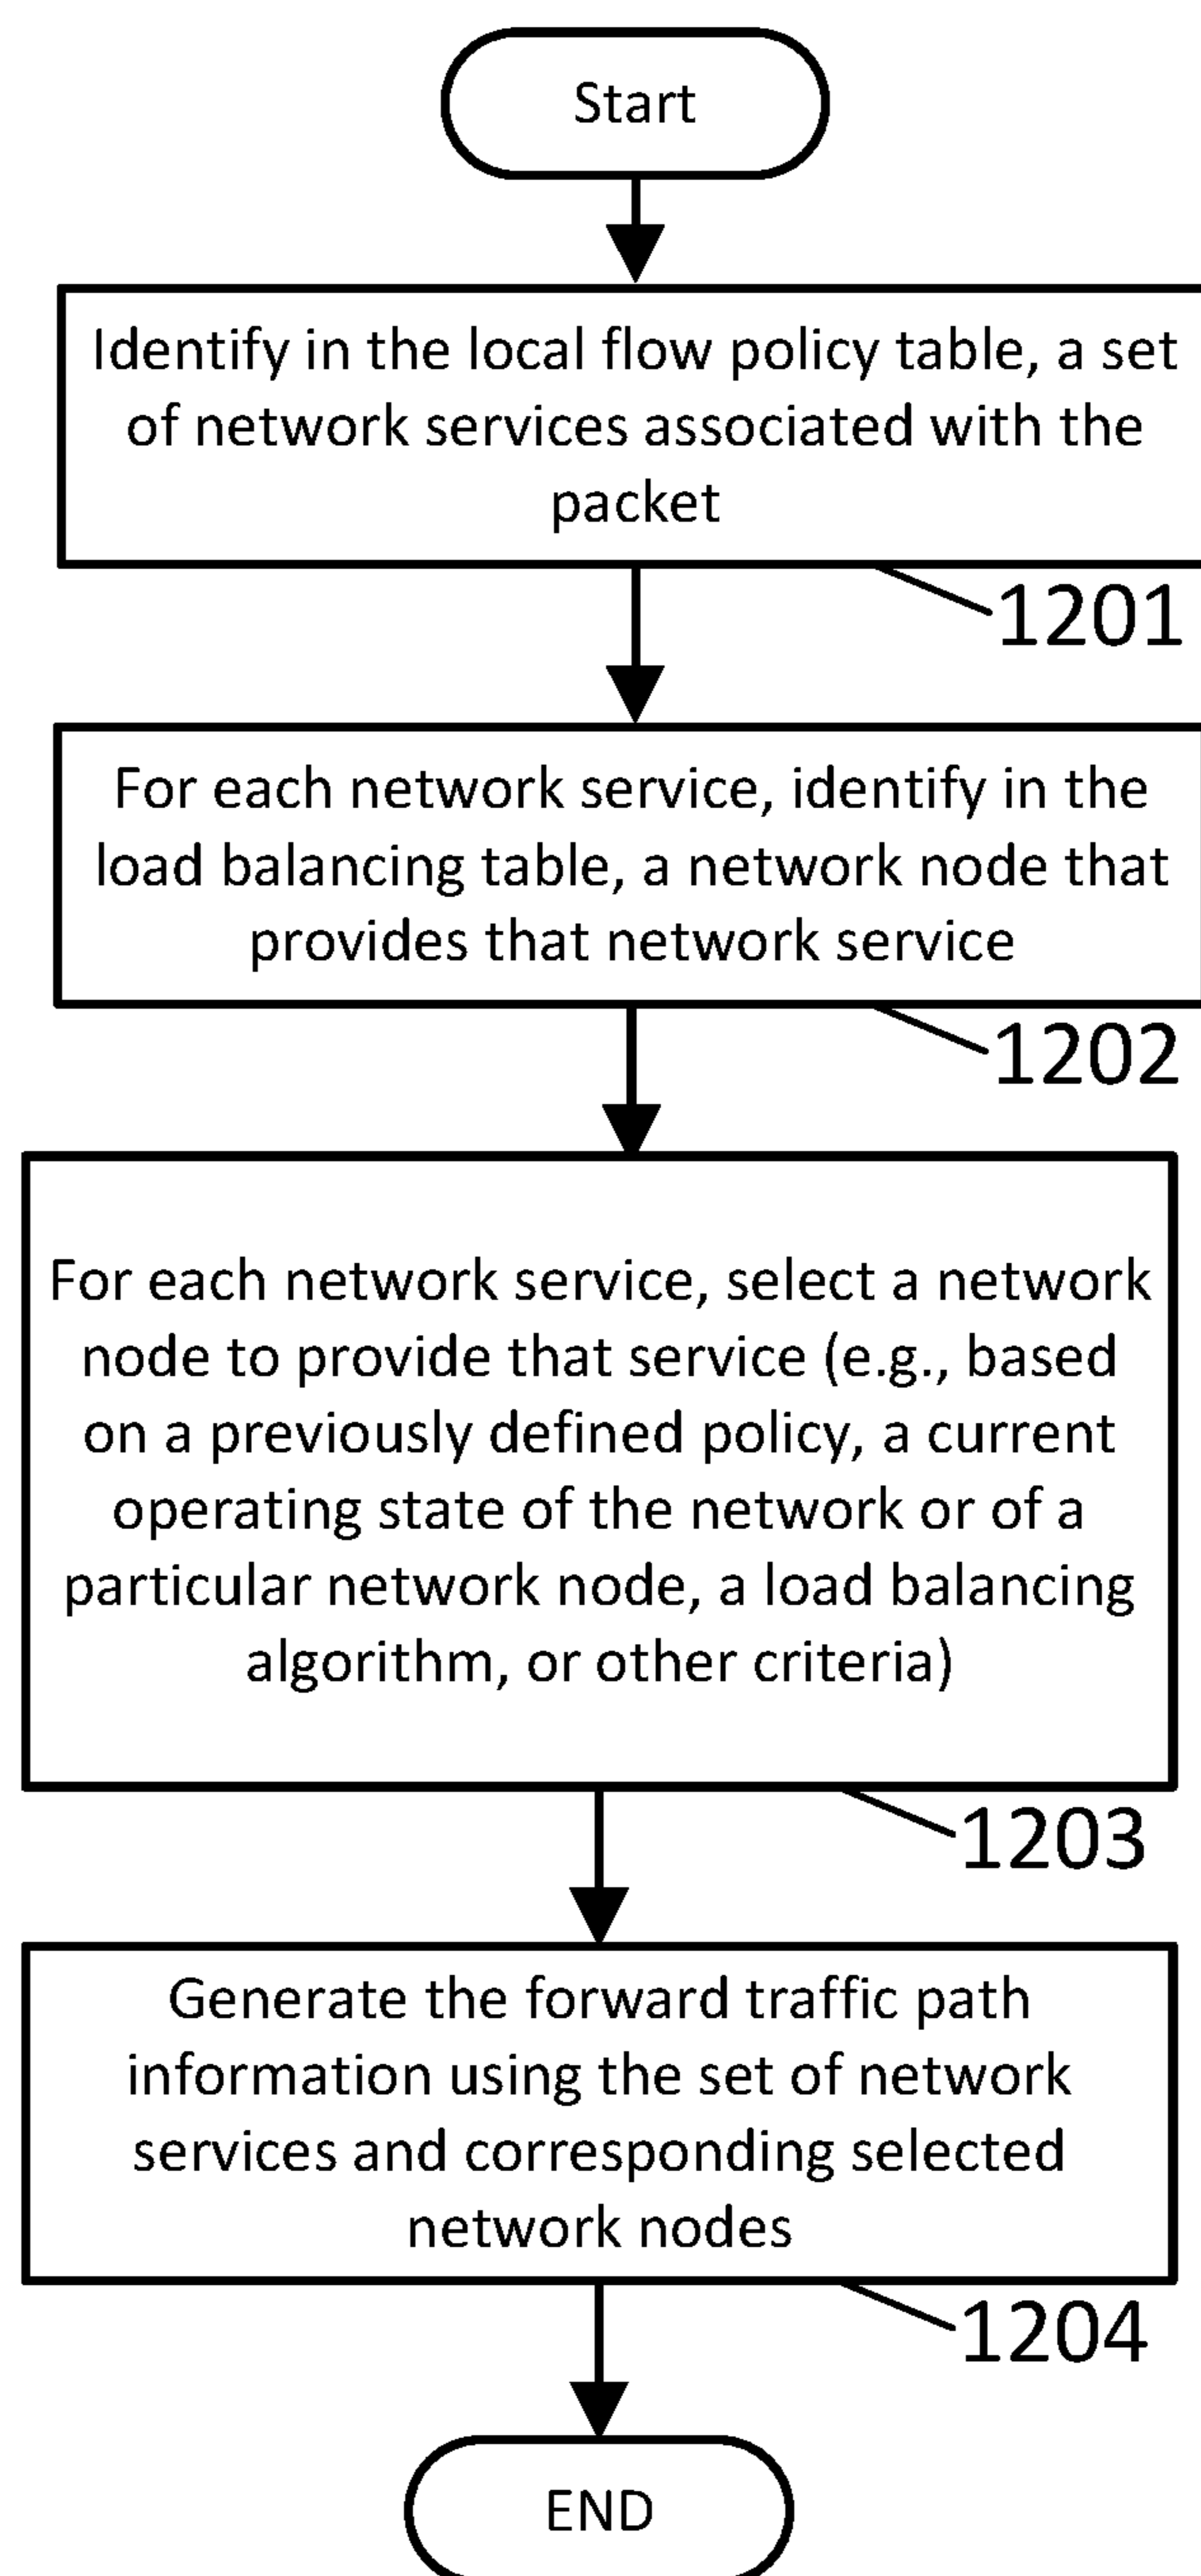 Start
Identify in the local flow policy table, a set
of network services associated with the
packet
1201
For each network service, identify in the
load balancing table, a network node that
provides that network service
1202
For each network service, select a network
node to provide that service (e.g., based
on a previously defined policy, a current
operating state of the network or of a
particular network node, a load balancing
algorithm, or other criteria)
1203
Generate the forward traffic path
information using the set of network
services and corresponding selected
network nodes
1204
END